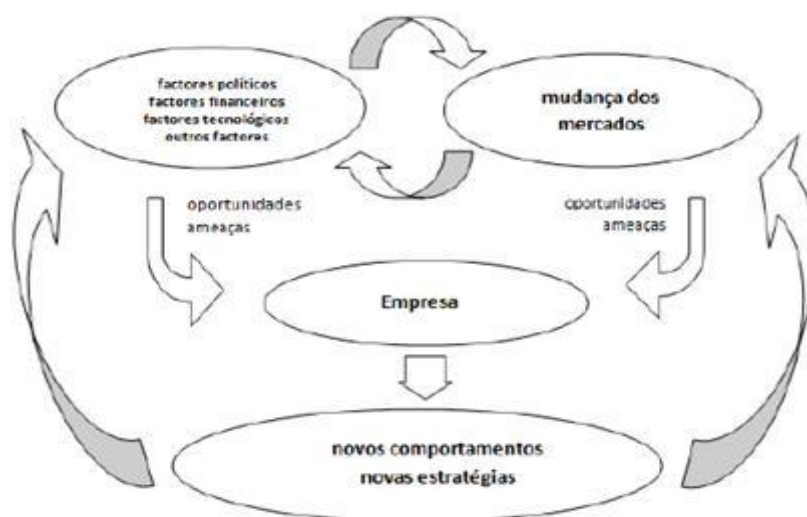 factores políticos
factores financeiros
factores tecnológicos
outros factores
mudança dos
mercados
oportunidades
ameaças
oportunidades
ameaças
Empresa
novos comportamentos
novas estratégias